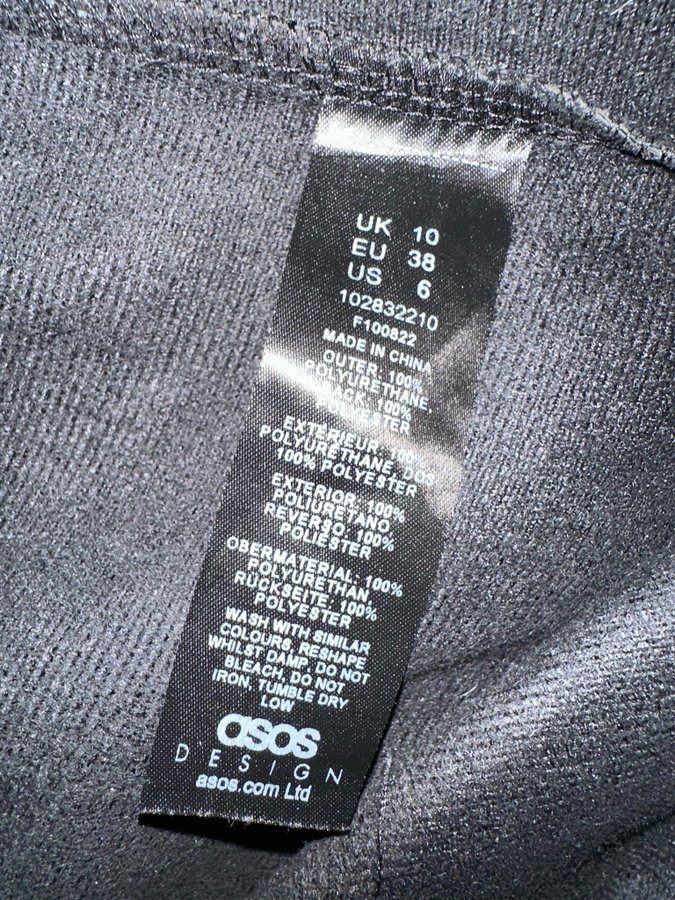 UK 10
EU 38
US 6
102832210
F100822
MADE IN CHINA
OUTER: 100%
POLYURETHANE,
BACK: 100%
POLYESTER
EXTERIEUR: 100%
POLYURETHANE, DOS
100% POLYESTER
EXTERIOR: 100%
POLIURETANO
REVERSO: 100%
POLIESTER
OBERMATERIAL: 100%
POLYURETHAN
RÜCKSEITE: 100%
POLYESTER
WASH WITH SIMILAR
COLOURS, RESHAPE
WHILST DAMP, DO NOT
BLEACH, DO NOT
IRON, TUMBLE DRY
LOW
asos
DESIGN
asos.com Ltd